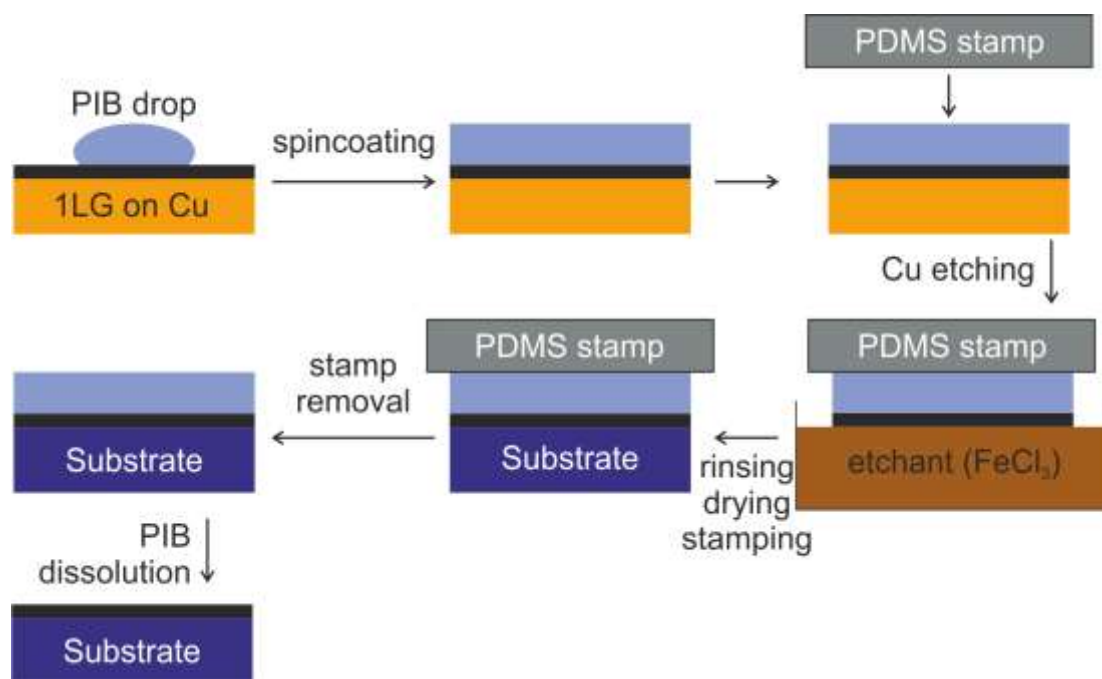 PDMS stamp
PIB drop
spincoating
1LG on Cu
Cu etching
PDMS stamp
PDMS stamp
stamp
removal
Substrate
Substrate
etchant (FeCl₃)
rinsing
drying
stamping
PIB
dissolution
Substrate